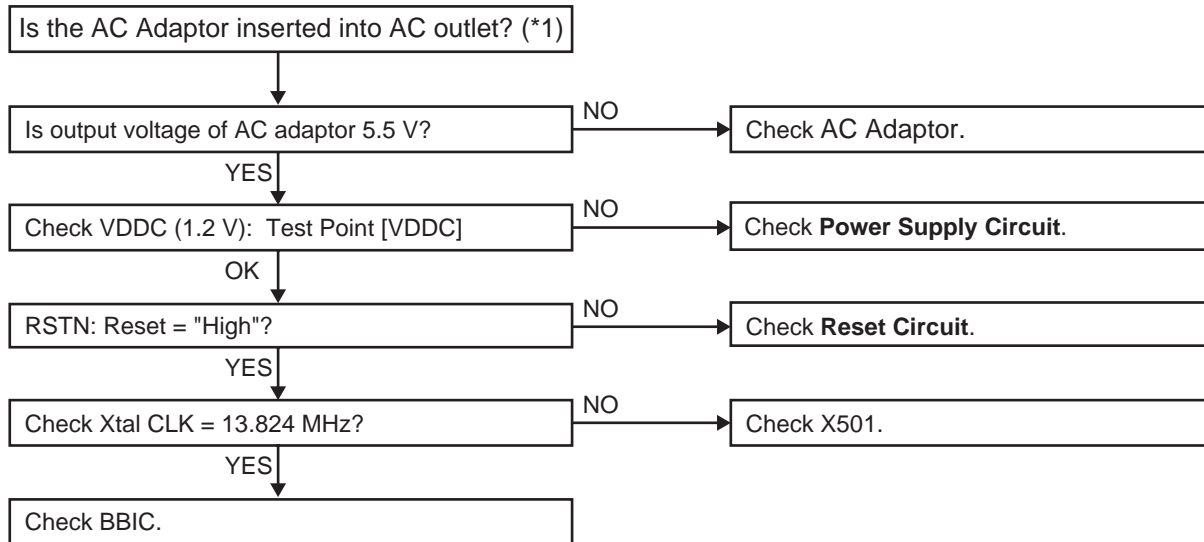 Is the AC Adaptor inserted into AC outlet? (*1)
Is output voltage of AC adaptor 5.5 V?
NO
Check AC Adaptor.
YES
Check VDDC (1.2 V): Test Point [VDDC]
NO
Check Power Supply Circuit.
OK
RSTN: Reset = "High"?
NO
Check Reset Circuit.
YES
Check Xtal CLK = 13.824 MHz?
NO
Check X501.
YES
Check BBIC.